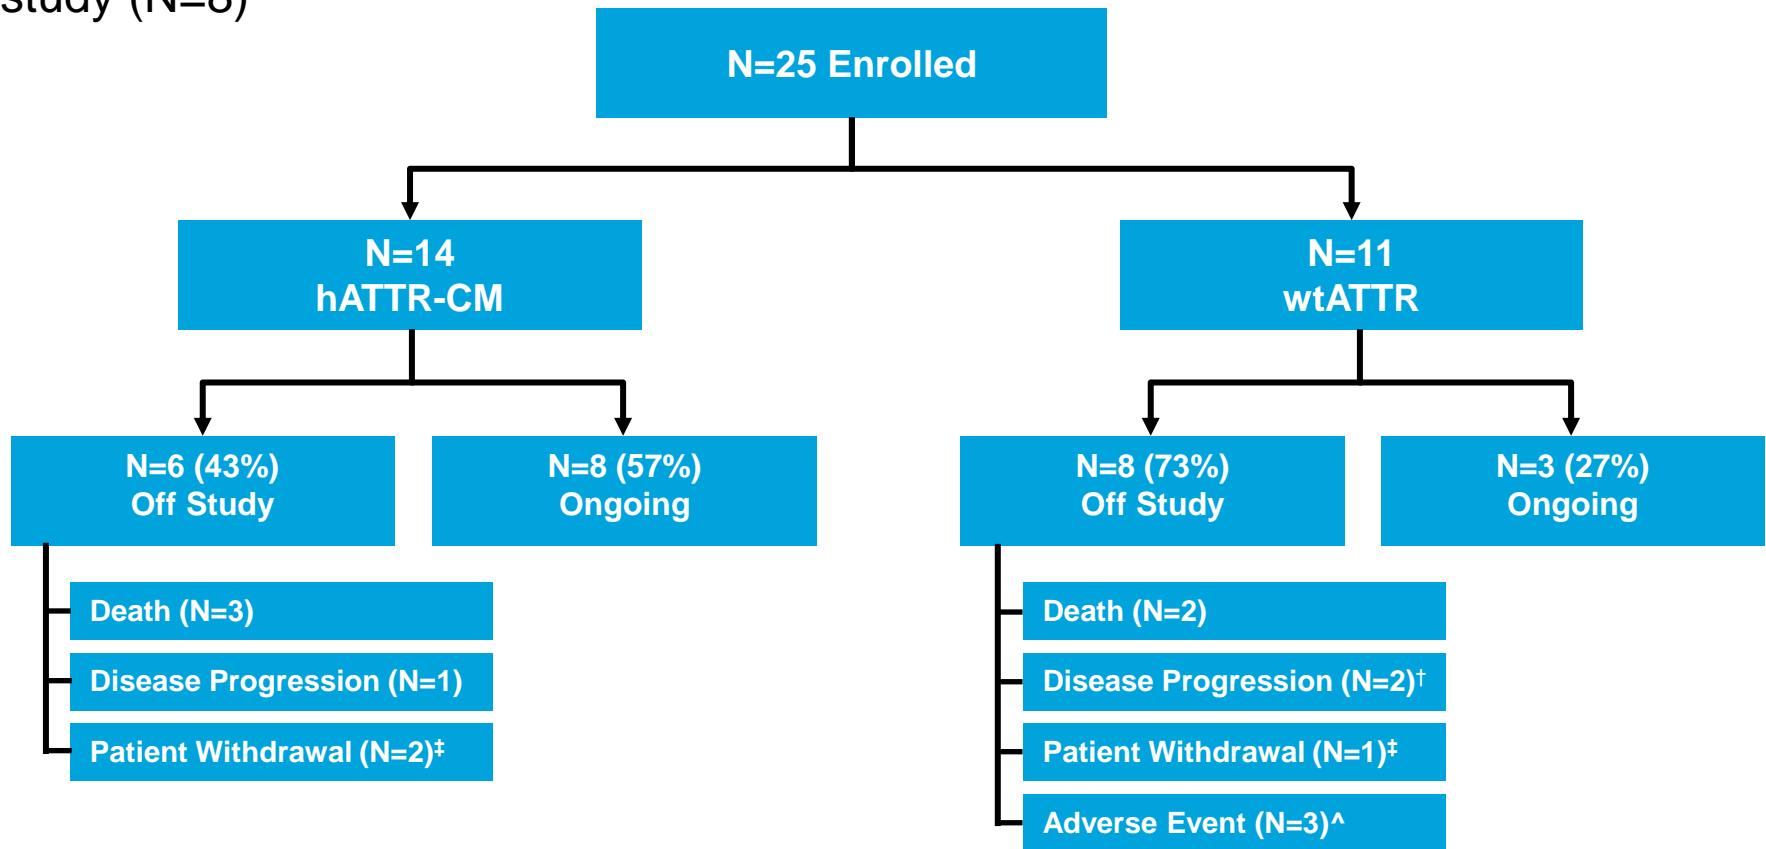 study (N=8)
N=25 Enrolled
N=14
hATTR-CM
N=11
wtATTR
N=6 (43%)
Off Study
N=8 (57%)
Ongoing
N=8 (73%)
Off Study
N=3 (27%)
Ongoing
Death (N=3)
Disease Progression (N=1)
Patient Withdrawal (N=2)‡
Death (N=2)
Disease Progression (N=2)†
Patient Withdrawal (N=1)‡
Adverse Event (N=3)^